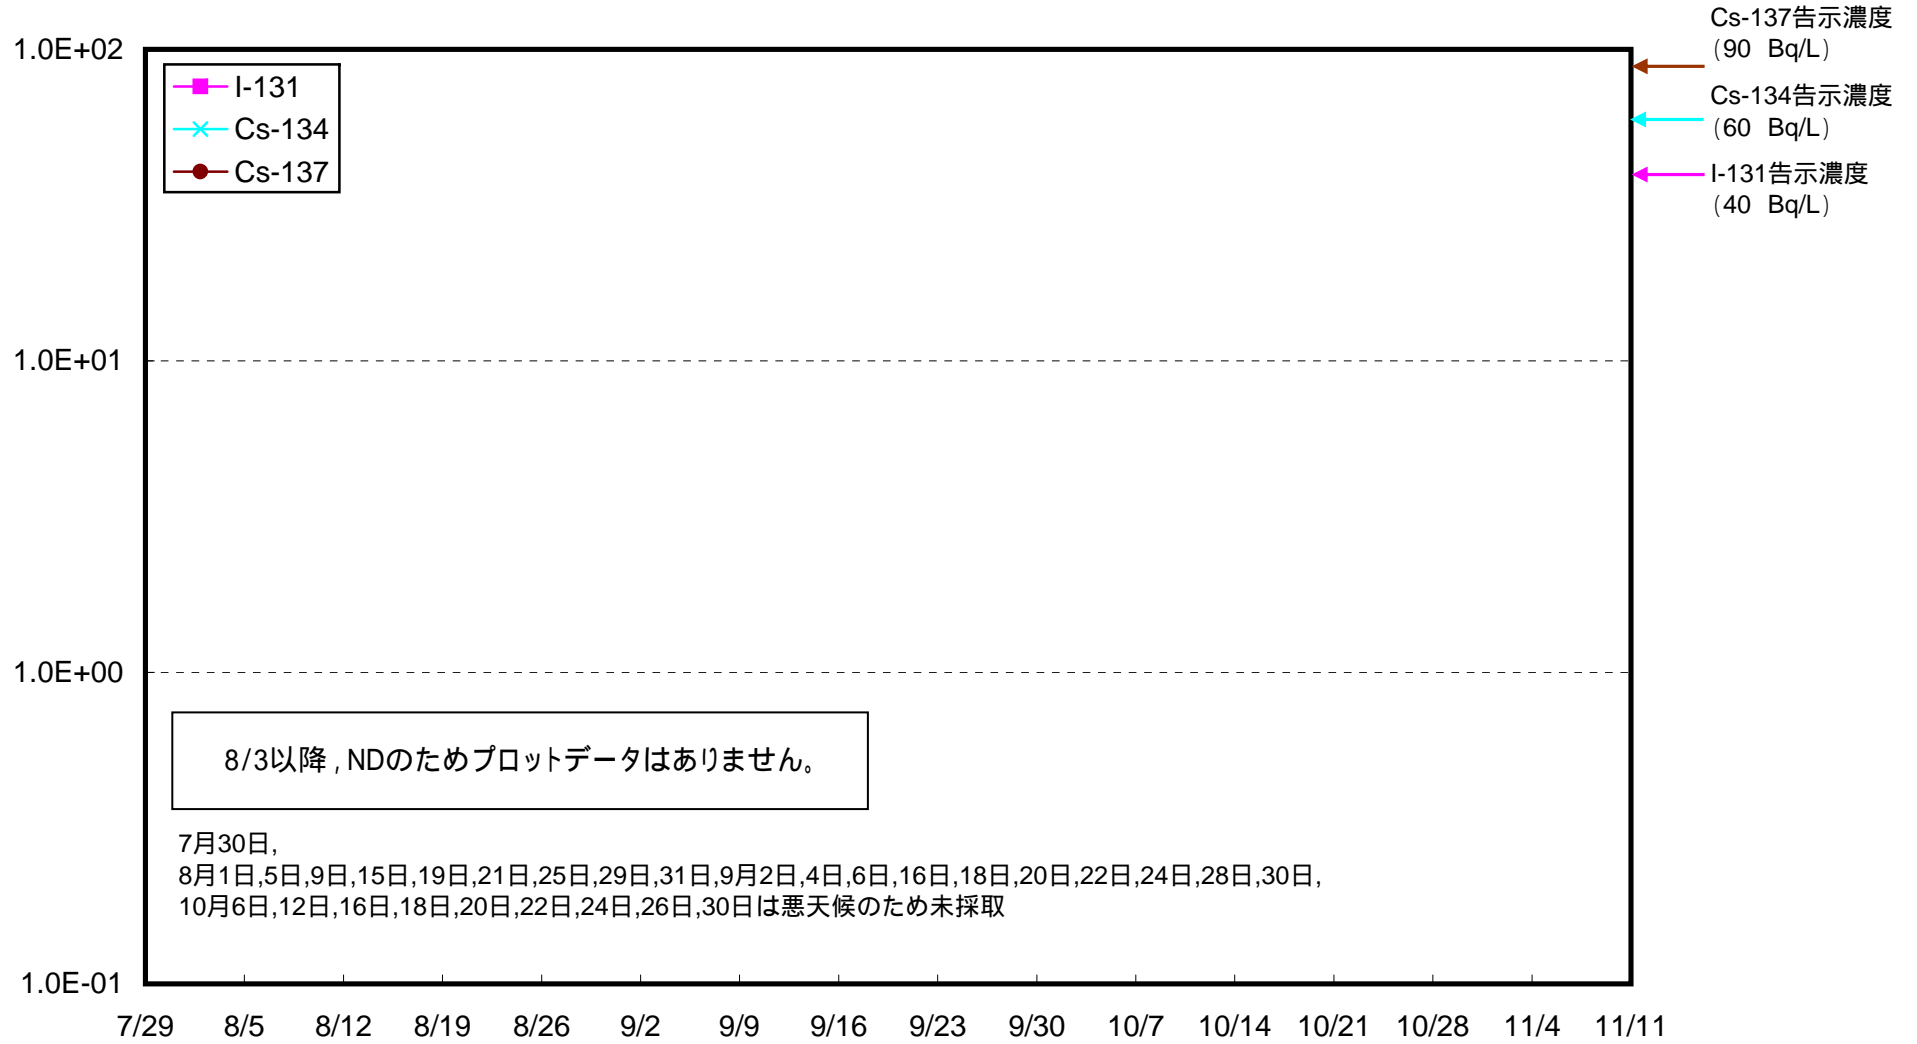 Cs-137告示濃度
(90 Bq/L)
Cs-134告示濃度
(60 Bq/L)
I-131告示濃度
(40 Bq/L)
1.0E+02
1.0E+01
1.0E+00
1.0E-01
I-131
Cs-134
Cs-137
8/3以降,NDのためプロットデータはありません。
7月30日,
8月1日,5日,9日,15日,19日,21日,25日,29日,31日,9月2日,4日,6日,16日,18日,20日,22日,24日,28日,30日,
10月6日,12日,16日,18日,20日,22日,24日,26日,30日は悪天候のため未採取
7/29 8/5 8/12 8/19 8/26 9/2 9/9 9/16 9/23 9/30 10/7 10/14 10/21 10/28 11/4 11/11